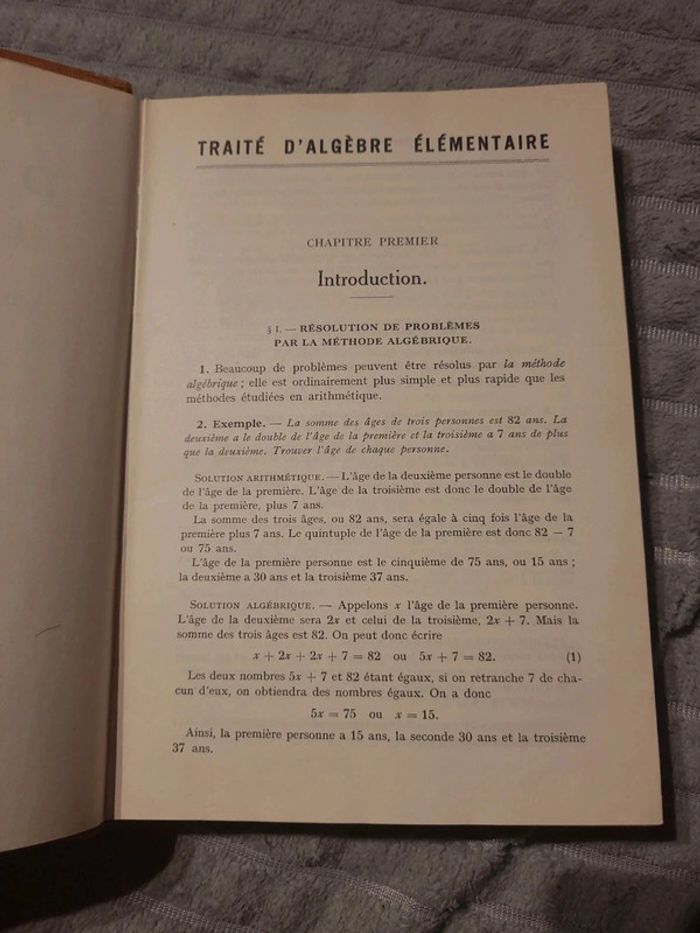 TRAITÉ D'ALGÈBRE ÉLÉMENTAIRE
CHAPITRE PREMIER
Introduction.
§ I. — RÉSOLUTION DE PROBLÈMES
PAR LA MÉTHODE ALGÉBRIQUE.
1. Beaucoup de problèmes peuvent être résolus par la méthode
algébrique ; elle est ordinairement plus simple et plus rapide que les
méthodes étudiées en arithmétique.
2. Exemple. — La somme des âges de trois personnes est 82 ans. La
deuxième a le double de l'âge de la première et la troisième a 7 ans de plus
que la deuxième. Trouver l'âge de chaque personne.
SOLUTION ARITHMÉTIQUE. — L'âge de la deuxième personne est le double
de l'âge de la première. L'âge de la troisième est donc le double de l'âge
de la première, plus 7 ans.
La somme des trois âges, ou 82 ans, sera égale à cinq fois l'âge de la
première plus 7 ans. Le quintuple de l'âge de la première est donc 82 − 7
ou 75 ans.
L'âge de la première personne est le cinquième de 75 ans, ou 15 ans ;
la deuxième a 30 ans et la troisième 37 ans.
SOLUTION ALGÉBRIQUE. — Appelons x l'âge de la première personne.
L'âge de la deuxième sera 2x et celui de la troisième, 2x + 7. Mais la
somme des trois âges est 82. On peut donc écrire
x + 2x + 2x + 7 = 82 ou 5x + 7 = 82. (1)
Les deux nombres 5x + 7 et 82 étant égaux, si on retranche 7 de cha-
cun d'eux, on obtiendra des nombres égaux. On a donc
5x = 75 ou x = 15.
Ainsi, la première personne a 15 ans, la seconde 30 ans et la troisième
37 ans.